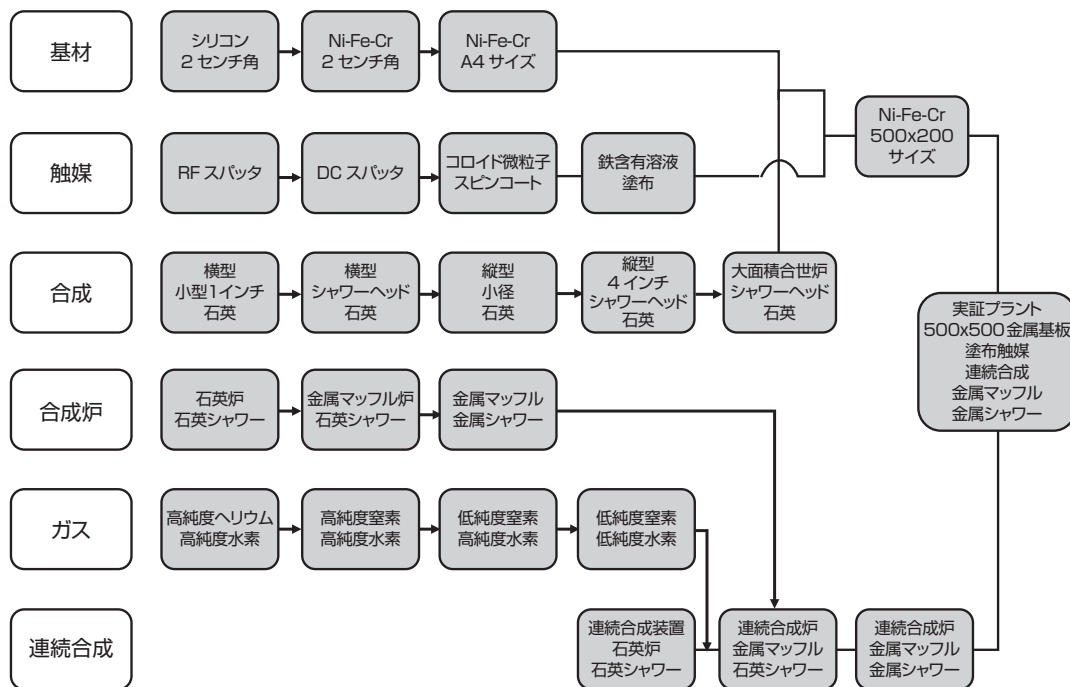 基材
シリコン
2 センチ角
Ni-Fe-Cr
2 センチ角
Ni-Fe-Cr
A4 サイズ
Ni-Fe-Cr
500x200
サイズ
触媒
RF スパッタ
DC スパッタ
コロイド微粒子
スピンコート
鉄含有溶液
塗布
合成
横型
小型1インチ
石英
横型
シャワーヘッド
石英
縦型
小径
石英
縦型
4 インチ
シャワーヘッド
石英
大面積合世炉
シャワーヘッド
石英
実証プラント
500x500 金属基板
塗布触媒
連続合成
金属マッフル
金属シャワー
合成炉
石英炉
石英シャワー
金属マッフル炉
石英シャワー
金属マッフル
金属シャワー
ガス
高純度ヘリウム
高純度水素
高純度窒素
高純度水素
低純度窒素
高純度水素
低純度窒素
低純度水素
連続合成
連続合成装置
石英炉
石英シャワー
連続合成炉
金属マッフル
石英シャワー
連続合成炉
金属マッフル
金属シャワー